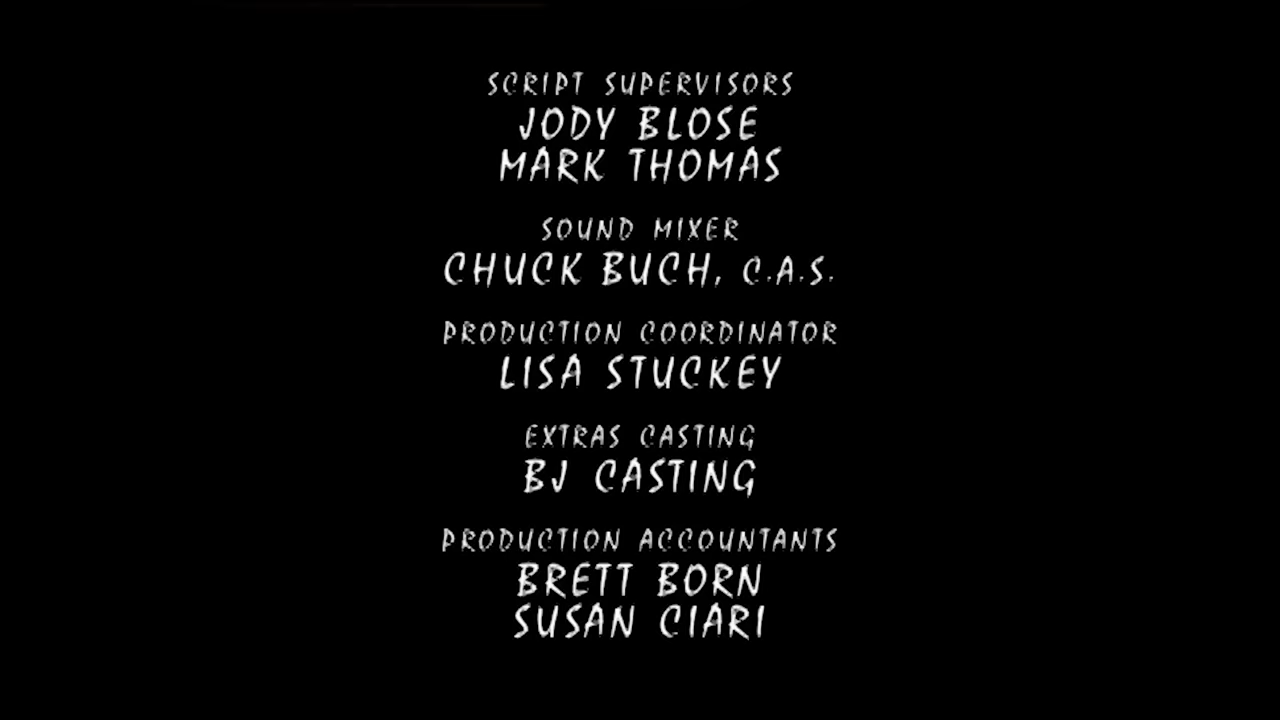 SCRIPT SUPERVISORS
JODY BLOSE
MARK THOMAS
SOUND MIXER
CHUCK BUCH, C.A.S.
PRODUCTION COORDINATOR
LISA STUCKEY
EXTRAS CASTING
BJ CASTING
PRODUCTION ACCOUNTANTS
BRETT BORN
SUSAN CIARI